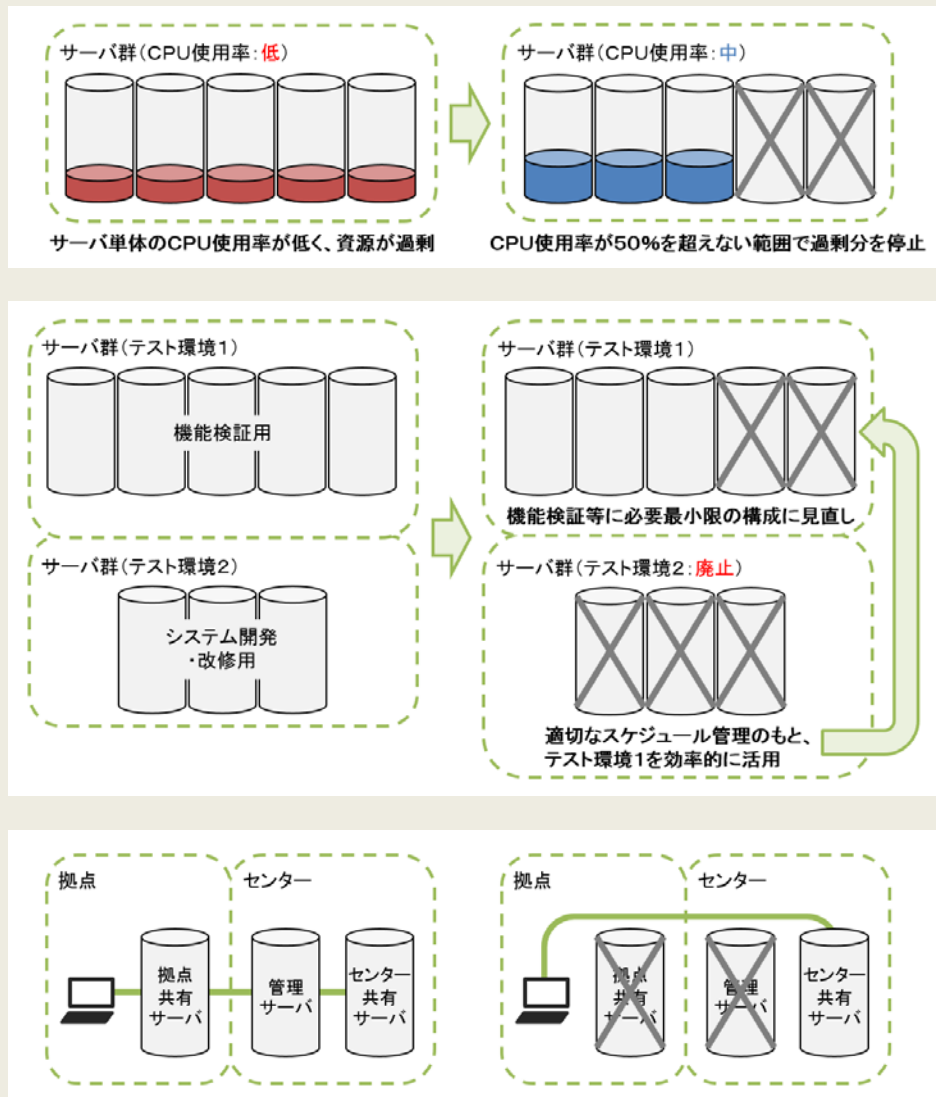 サーバ群(CPU使用率:低)
サーバ群(CPU使用率:中)
サーバ単体のCPU使用率が低く、資源が過剰
CPU使用率が50%を超えない範囲で過剰分を停止
サーバ群(テスト環境1)
機能検証用
サーバ群(テスト環境2)
システム開発
・改修用
サーバ群(テスト環境1)
機能検証等に必要最小限の構成に見直し
サーバ群(テスト環境2:廃止)
適切なスケジュール管理のもと、
テスト環境1を効率的に活用
拠点
センター
拠点
共有
サーバ
管理
サーバ
センター
共有
サーバ
拠点
センター
拠点
共有
サーバ
管理
サーバ
センター
共有
サーバ